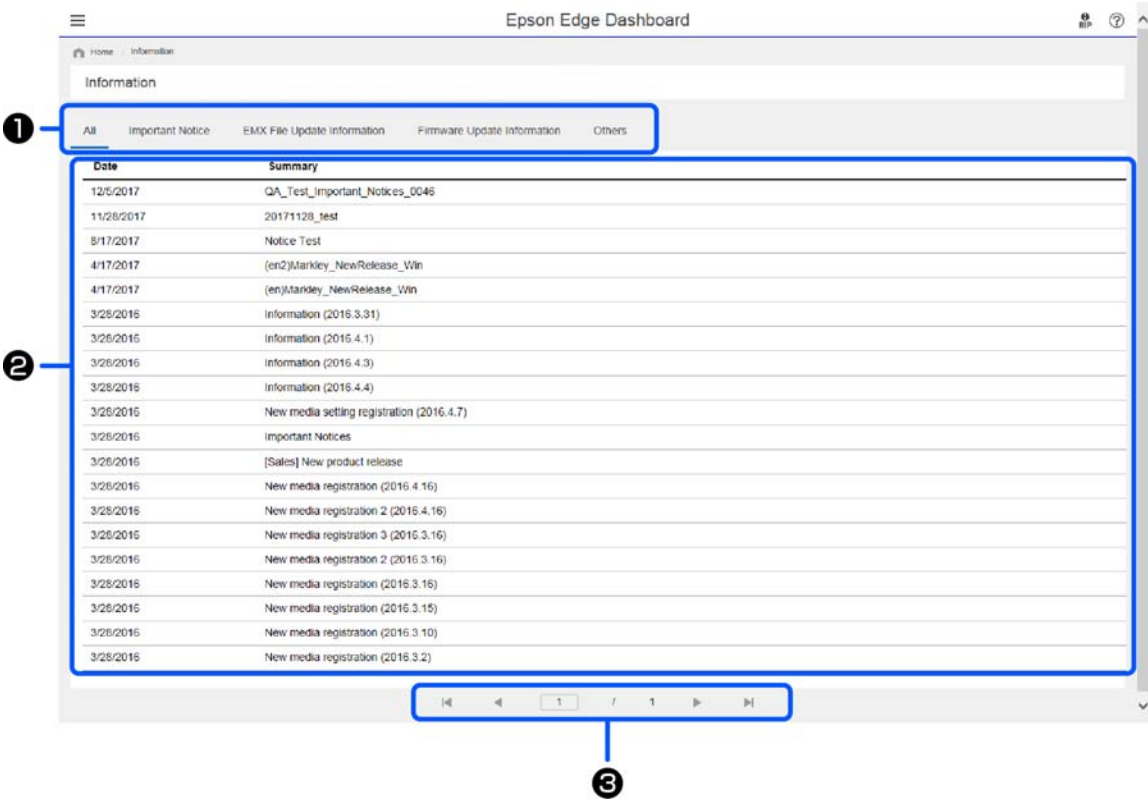 Epson Edge Dashboard
RIP
Home / Information
Information
1
All Important Notice EMX File Update Information Firmware Update Information Others
Date Summary
12/5/2017 QA_Test_Important_Notices_0046
11/28/2017 20171128_test
8/17/2017 Notice Test
4/17/2017 (en2)Markley_NewRelease_Win
4/17/2017 (en)Markley_NewRelease_Win
3/28/2016 Information (2016.3.31)
3/28/2016 Information (2016.4.1)
2
3/28/2016 Information (2016.4.3)
3/28/2016 Information (2016.4.4)
3/28/2016 New media setting registration (2016.4.7)
3/28/2016 Important Notices
3/28/2016 [Sales] New product release
3/28/2016 New media registration (2016.4.16)
3/28/2016 New media registration 2 (2016.4.16)
3/28/2016 New media registration 3 (2016.3.16)
3/28/2016 New media registration 2 (2016.3.16)
3/28/2016 New media registration (2016.3.16)
3/28/2016 New media registration (2016.3.15)
3/28/2016 New media registration (2016.3.10)
3/28/2016 New media registration (2016.3.2)
1 / 1
3